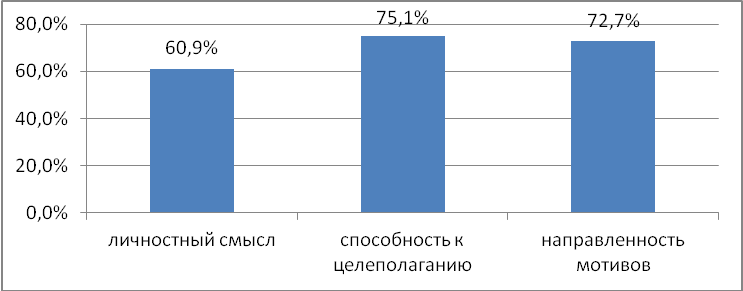 80,0%
60,0%
40,0%
20,0%
0,0%
60,9%
75,1%
72,7%
личностный смысл
способность к
целеполаганию
направленность
мотивов